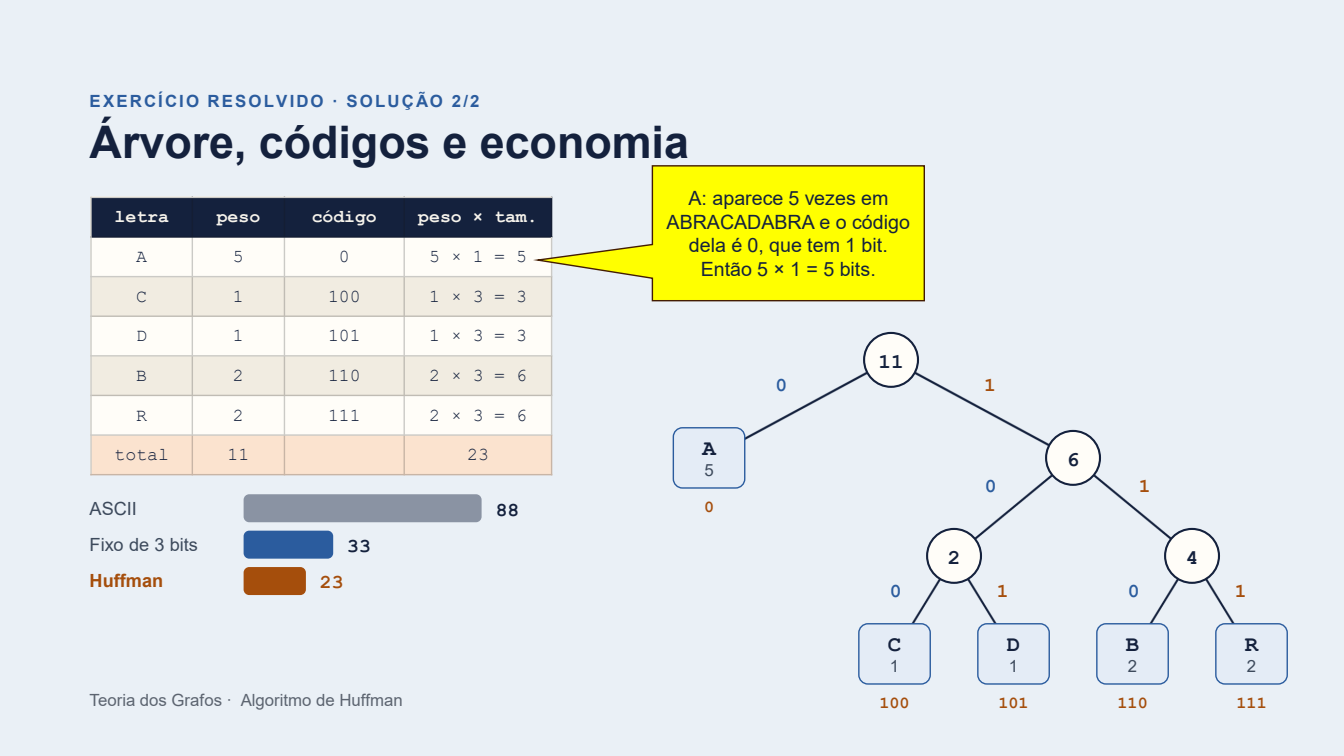 EXERCÍCIO RESOLVIDO · SOLUÇÃO 2/2
Árvore, códigos e economia
letra peso código peso × tam.
A 5 0 5 × 1 = 5
C 1 100 1 × 3 = 3
D 1 101 1 × 3 = 3
B 2 110 2 × 3 = 6
R 2 111 2 × 3 = 6
total 11 23
A: aparece 5 vezes em
ABRACADABRA e o código
dela é 0, que tem 1 bit.
Então 5 × 1 = 5 bits.
ASCII 88
Fixo de 3 bits 33
Huffman 23
11
0 1
A
5
0
6
0 1
2 4
0 1 0 1
C D B R
1 1 2 2
100 101 110 111
Teoria dos Grafos · Algoritmo de Huffman